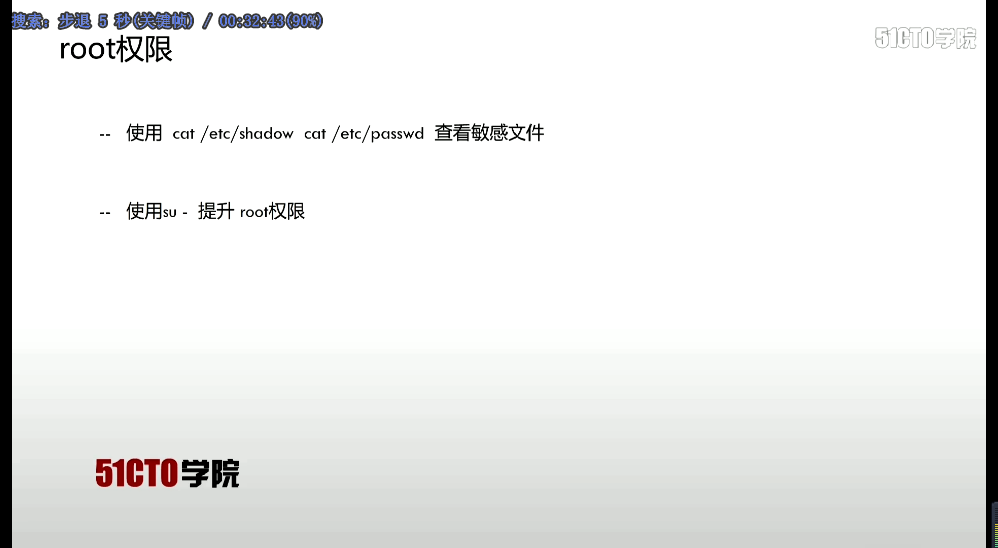 搜索: 步退 5 秒(关键帧) / 00:32:43(90%)
51CTO学院
root权限
-- 使用 cat /etc/shadow cat /etc/passwd 查看敏感文件
-- 使用su - 提升 root权限
51CTO学院